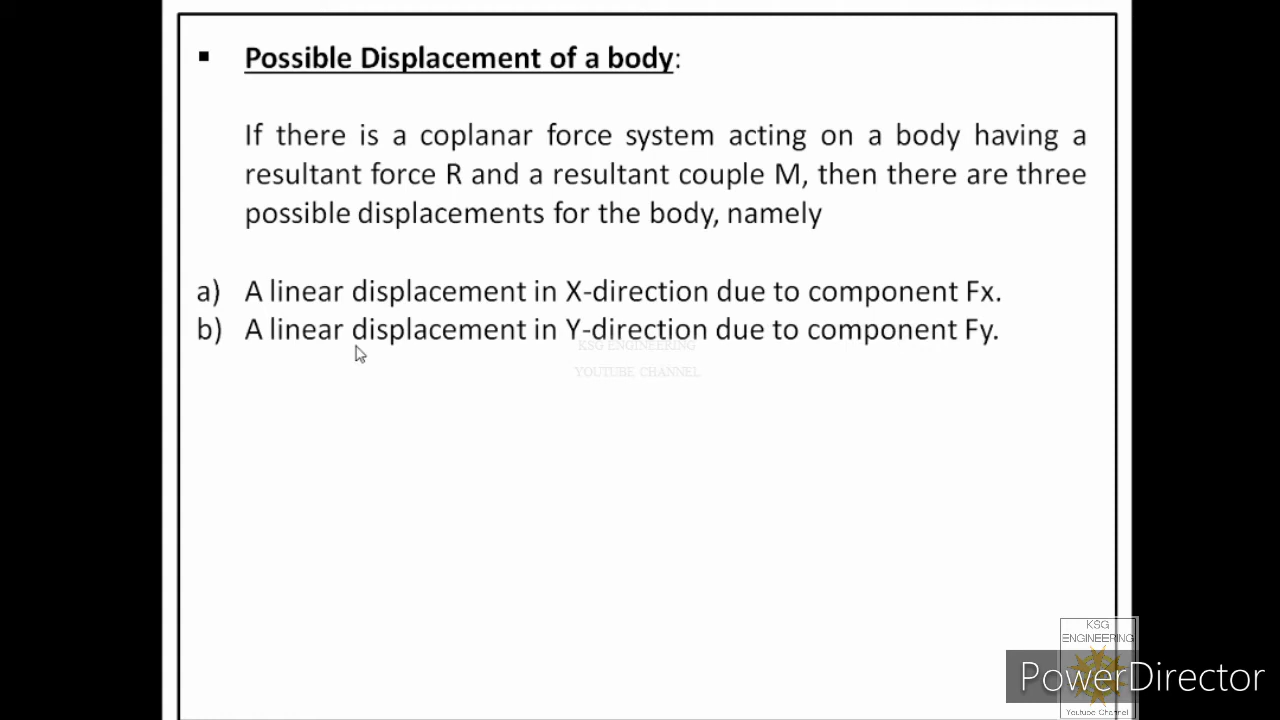 ▪ Possible Displacement of a body:
If there is a coplanar force system acting on a body having a
resultant force R and a resultant couple M, then there are three
possible displacements for the body, namely
a) A linear displacement in X-direction due to component Fx.
b) A linear displacement in Y-direction due to component Fy.
KSG ENGINEERING
YOUTUBE CHANNEL
KSG
ENGINEERING
PowerDirector
Youtube Channel